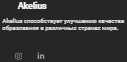 Akelius
Akelius способствует улучшению качества
образования в различных странах мира.
in